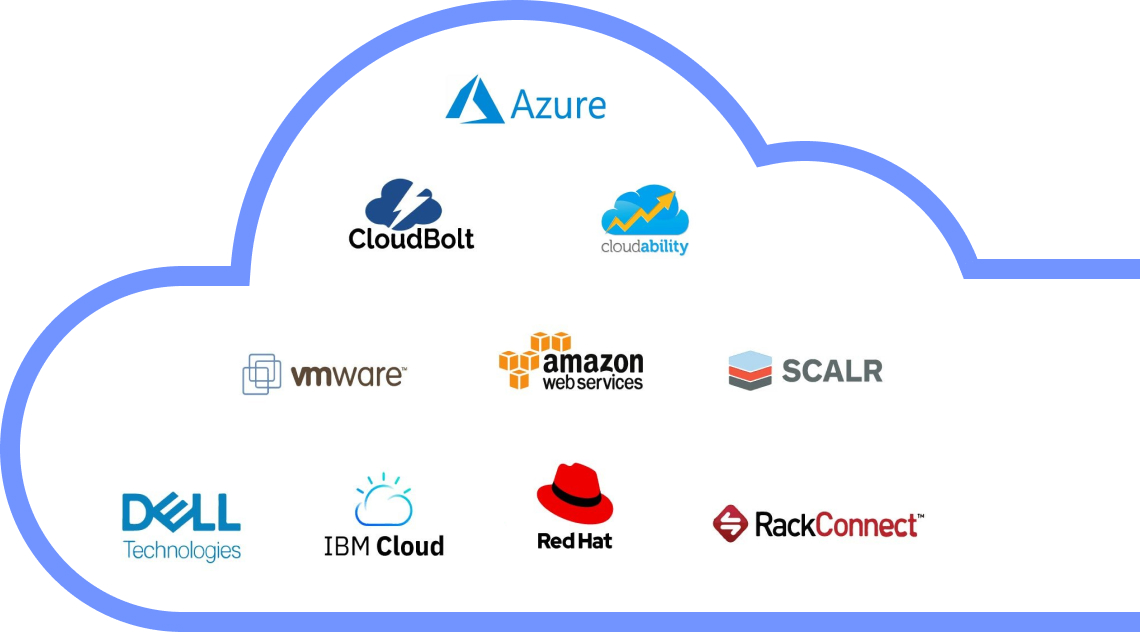 Azure
CloudBolt
cloudability
vmware™
amazon
web services
SCALR
DELL
Technologies
IBM Cloud
Red Hat
RackConnect™